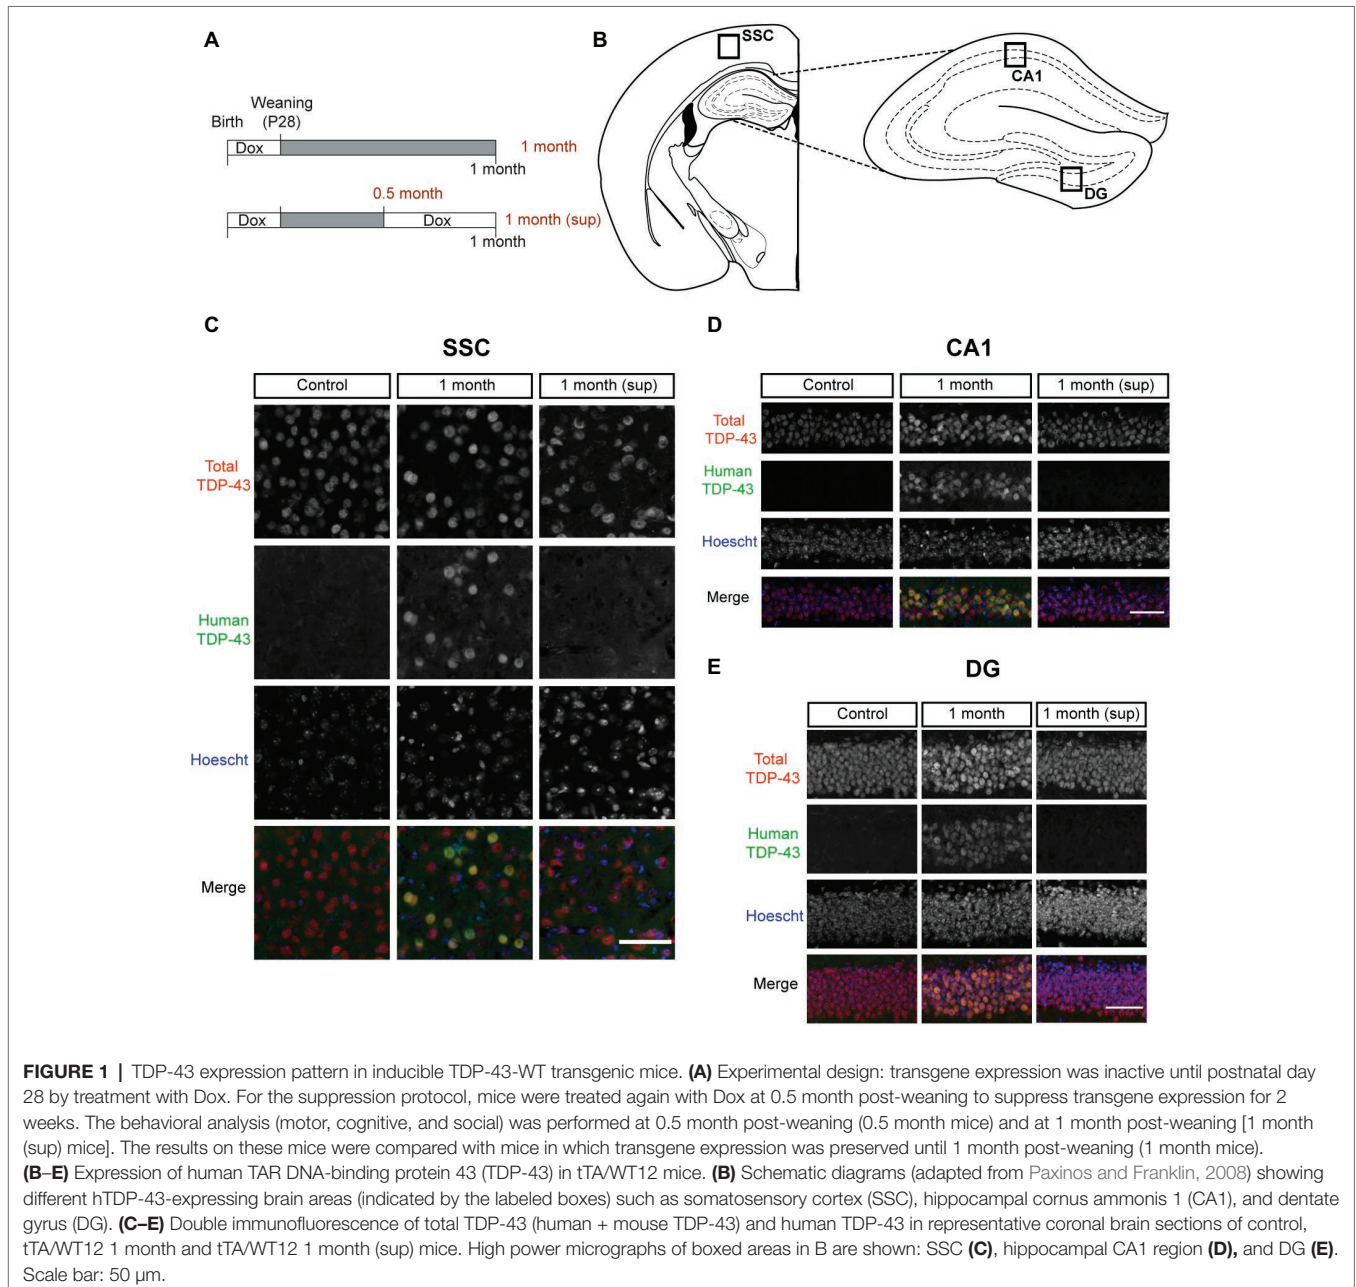 A
Weaning
Birth (P28)
Dox
1 month
1 month
0.5 month
Dox Dox
1 month (sup)
1 month
B
SSC
CA1
DG
C
SSC
Control 1 month 1 month (sup)
Total
TDP-43
Human
TDP-43
Hoescht
Merge
D
CA1
Control 1 month 1 month (sup)
Total
TDP-43
Human
TDP-43
Hoescht
Merge
E
DG
Control 1 month 1 month (sup)
Total
TDP-43
Human
TDP-43
Hoescht
Merge
FIGURE 1 | TDP-43 expression pattern in inducible TDP-43-WT transgenic mice. (A) Experimental design: transgene expression was inactive until postnatal day
28 by treatment with Dox. For the suppression protocol, mice were treated again with Dox at 0.5 month post-weaning to suppress transgene expression for 2
weeks. The behavioral analysis (motor, cognitive, and social) was performed at 0.5 month post-weaning (0.5 month mice) and at 1 month post-weaning [1 month
(sup) mice]. The results on these mice were compared with mice in which transgene expression was preserved until 1 month post-weaning (1 month mice).
(B–E) Expression of human TAR DNA-binding protein 43 (TDP-43) in tTA/WT12 mice. (B) Schematic diagrams (adapted from Paxinos and Franklin, 2008) showing
different hTDP-43-expressing brain areas (indicated by the labeled boxes) such as somatosensory cortex (SSC), hippocampal cornus ammonis 1 (CA1), and dentate
gyrus (DG). (C–E) Double immunofluorescence of total TDP-43 (human + mouse TDP-43) and human TDP-43 in representative coronal brain sections of control,
tTA/WT12 1 month and tTA/WT12 1 month (sup) mice. High power micrographs of boxed areas in B are shown: SSC (C), hippocampal CA1 region (D), and DG (E).
Scale bar: 50 μm.